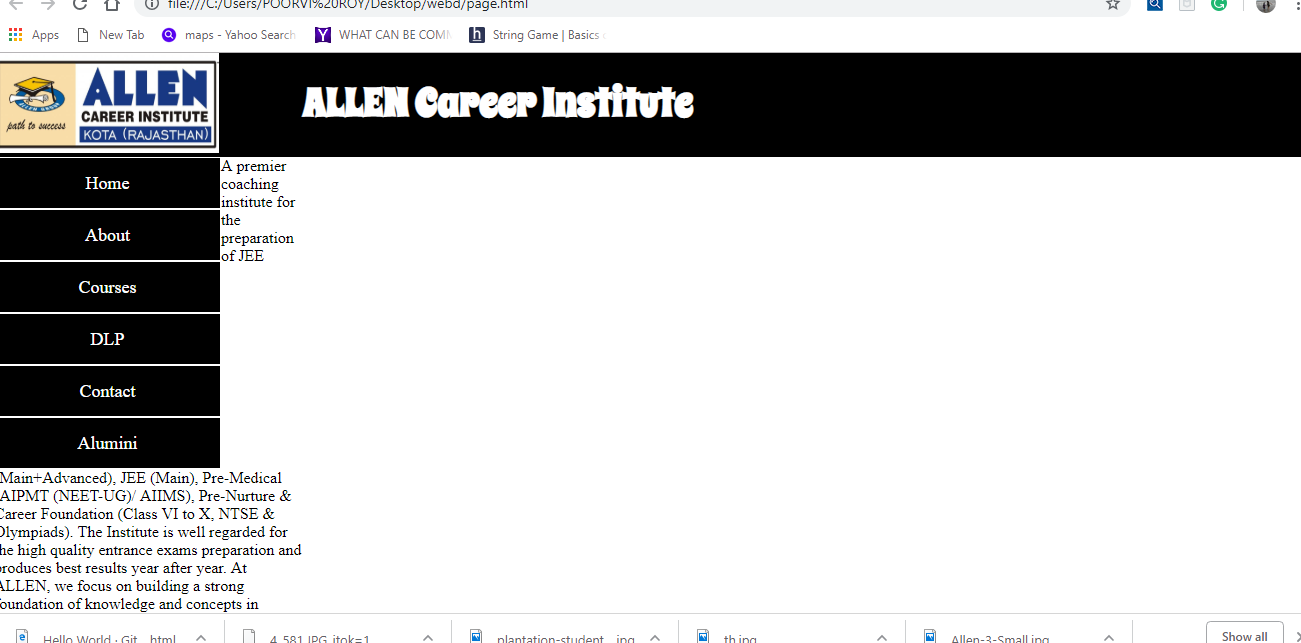 file:///C:/Users/POORVI%20ROY/Desktop/webd/page.html
Apps
New Tab
maps - Yahoo Search
WHAT CAN BE COMM
String Game | Basics
ALLEN
CAREER INSTITUTE
KOTA (RAJASTHAN)
path to success
ALLEN Career Institute
Home
About
Courses
DLP
Contact
Alumini
A premier
coaching
institute for
the
preparation
of JEE
(Main+Advanced), JEE (Main), Pre-Medical
AIPMT (NEET-UG)/ AIIMS), Pre-Nurture &
Career Foundation (Class VI to X, NTSE &
Olympiads). The Institute is well regarded for
the high quality entrance exams preparation and
produces best results year after year. At
ALLEN, we focus on building a strong
foundation of knowledge and concepts in
Hello World · Git....html
4_581.JPG_itok=1
plantation-student....jpg
th.jpg
Allen-3-Small.jpg
Show all